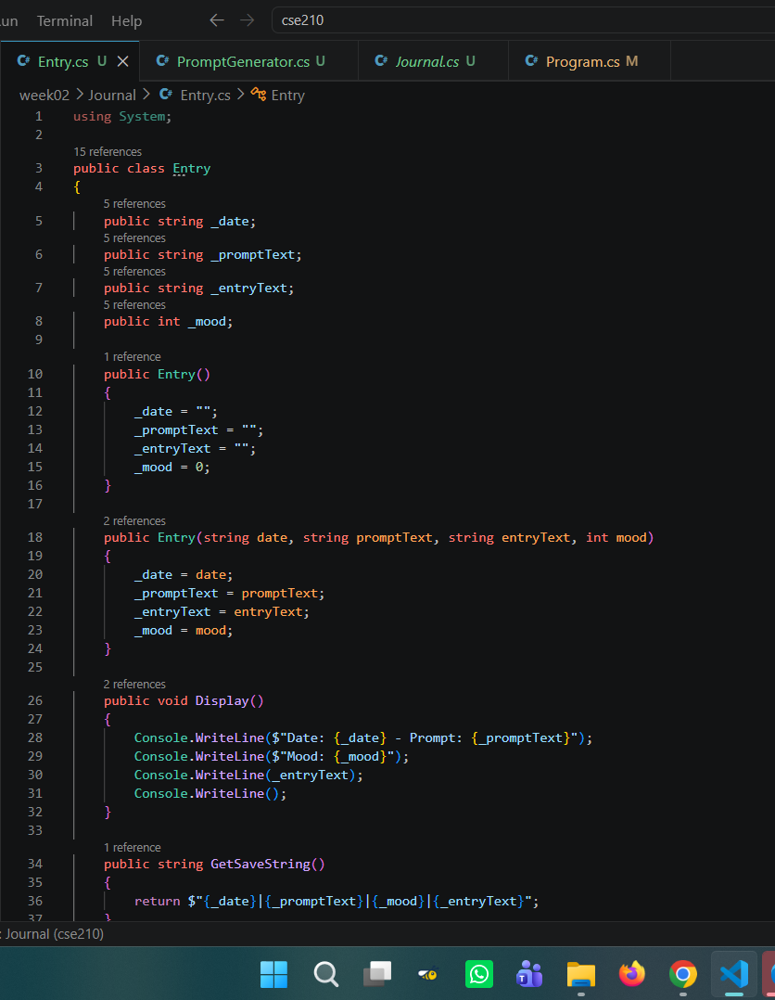 Terminal Help ← → cse210
C# Entry.cs U × C# PromptGenerator.cs U C# Journal.cs U C# Program.cs M
week02 > Journal > C# Entry.cs > Entry
1 using System;
2
15 references
3 public class Entry
4 {
5 references
5 public string _date;
5 references
6 public string _promptText;
5 references
7 public string _entryText;
5 references
8 public int _mood;
9
1 reference
10 public Entry()
11 {
12 _date = "";
13 _promptText = "";
14 _entryText = "";
15 _mood = 0;
16 }
17
2 references
18 public Entry(string date, string promptText, string entryText, int mood)
19 {
20 _date = date;
21 _promptText = promptText;
22 _entryText = entryText;
23 _mood = mood;
24 }
25
2 references
26 public void Display()
27 {
28 Console.WriteLine($"Date: {_date} - Prompt: {_promptText}");
29 Console.WriteLine($"Mood: {_mood}");
30 Console.WriteLine(_entryText);
31 Console.WriteLine();
32 }
33
1 reference
34 public string GetSaveString()
35 {
36 return $"{_date}|{_promptText}|{_mood}|{_entryText}";
37 }
: Journal (cse210)